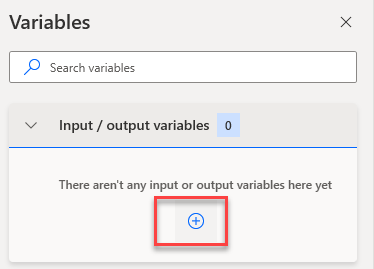 Variables
Search variables
Input / output variables 0
There aren't any input or output variables here yet